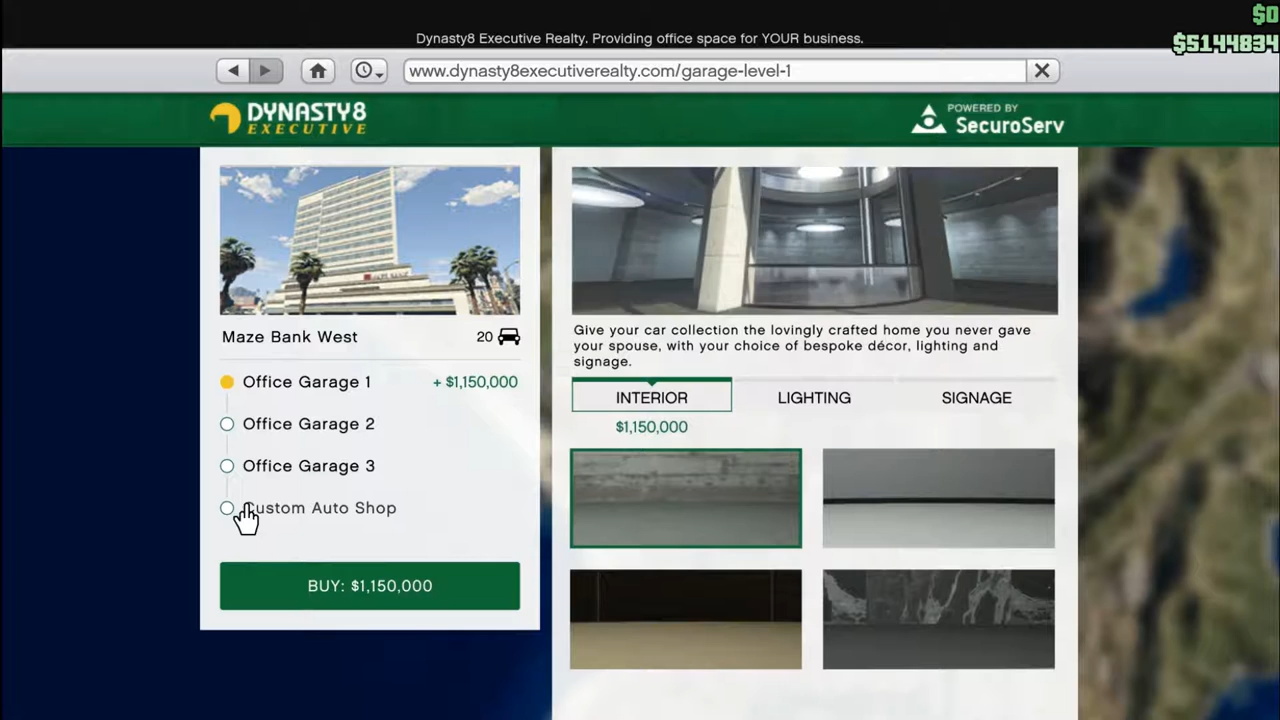 $0
$5144834
Dynasty8 Executive Realty. Providing office space for YOUR business.
www.dynasty8executiverealty.com/garage-level-1
DYNASTY8
EXECUTIVE
POWERED BY
SecuroServ
MAZE BANK
Maze Bank West
20
Office Garage 1
+ $1,150,000
Office Garage 2
Office Garage 3
Custom Auto Shop
BUY: $1,150,000
Give your car collection the lovingly crafted home you never gave
your spouse, with your choice of bespoke décor, lighting and
signage.
INTERIOR
LIGHTING
SIGNAGE
$1,150,000